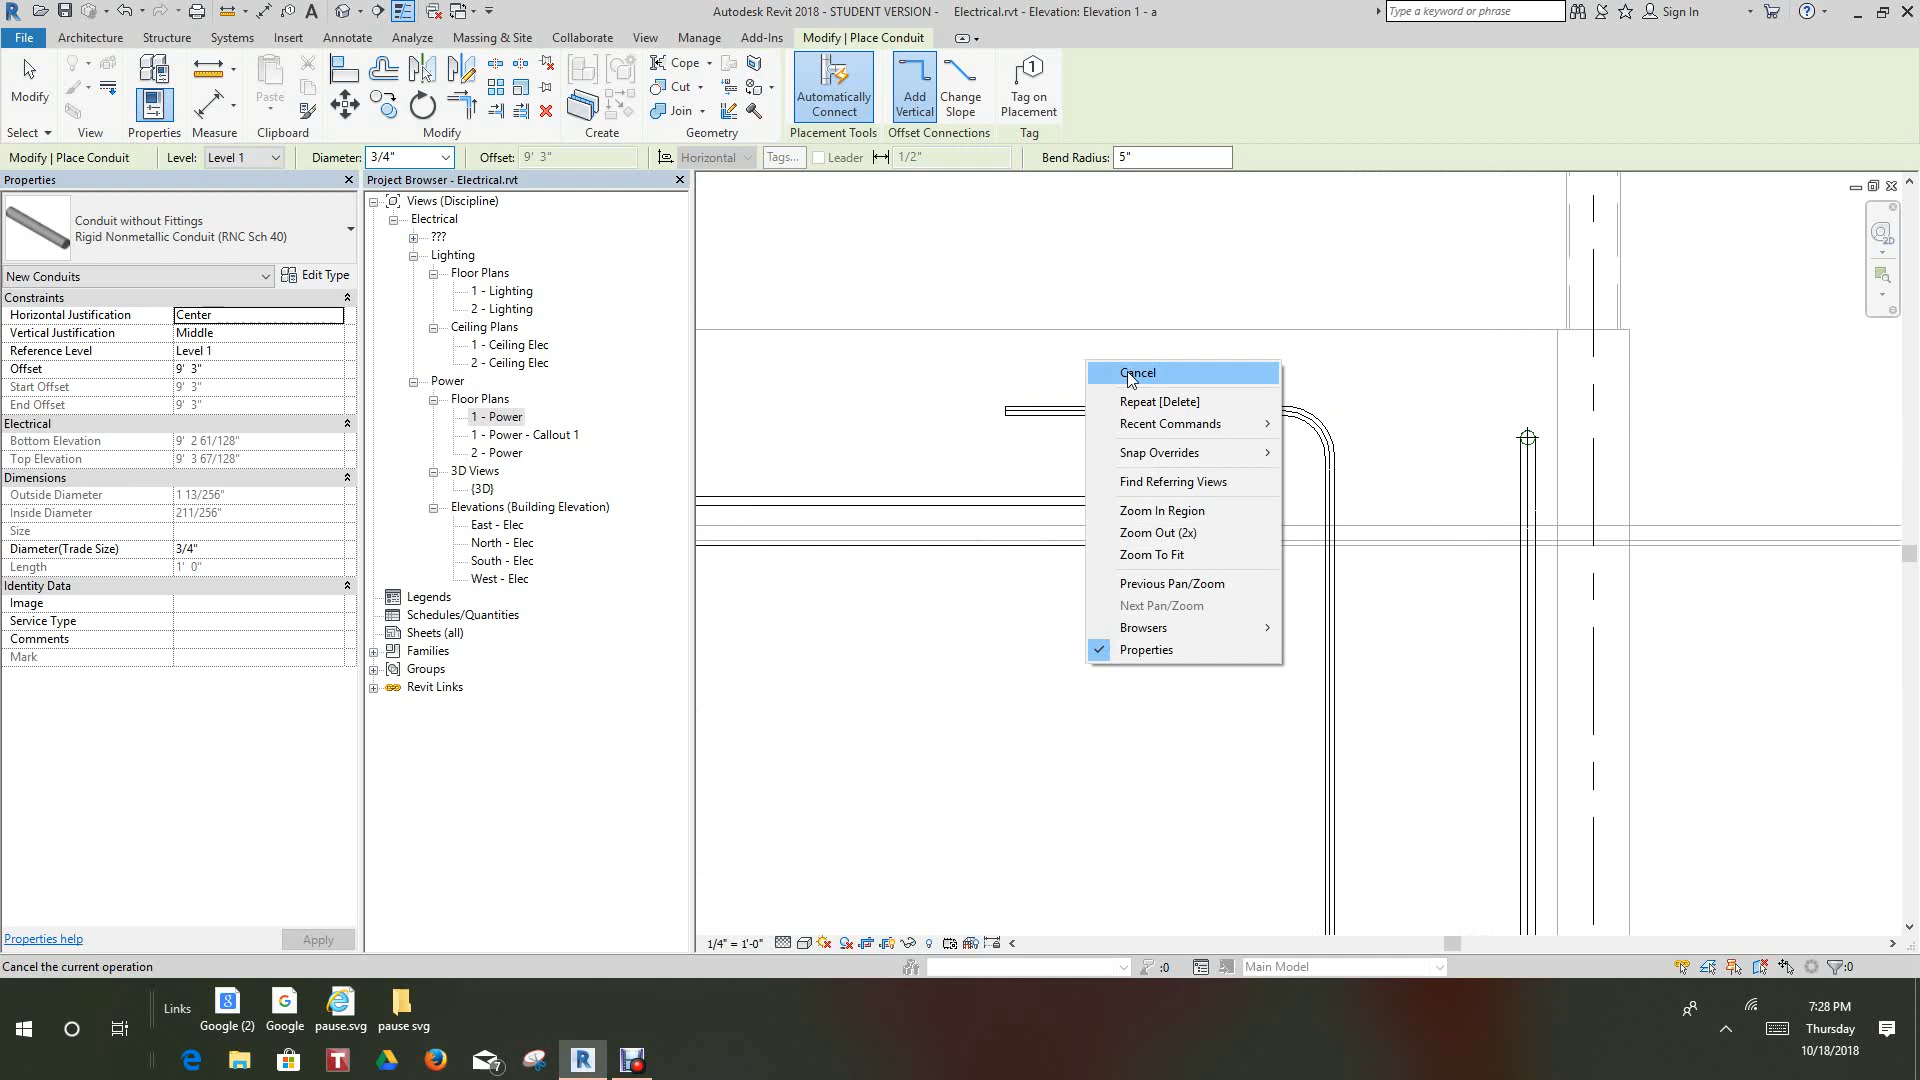 Autodesk Revit 2018 - STUDENT VERSION - Electrical.rvt - Elevation: Elevation 1 - a
Type a keyword or phrase
Sign In
File Architecture Structure Systems Insert Annotate Analyze Massing & Site Collaborate View Manage Add-Ins Modify | Place Conduit
Modify
Paste
Cope
Cut
Join
Automatically Connect
Add Vertical
Change Slope
Tag on Placement
Select View Properties Measure Clipboard Modify Create Geometry Placement Tools Offset Connections Tag
Modify | Place Conduit Level: Level 1 Diameter: 3/4" Offset: 9' 3" Horizontal Tags... Leader 1/2" Bend Radius: 5"
Properties
Conduit without Fittings
Rigid Nonmetallic Conduit (RNC Sch 40)
New Conduits Edit Type
Constraints
Horizontal Justification Center
Vertical Justification Middle
Reference Level Level 1
Offset 9' 3"
Start Offset 9' 3"
End Offset 9' 3"
Electrical
Bottom Elevation 9' 2 61/128"
Top Elevation 9' 3 67/128"
Dimensions
Outside Diameter 1 13/256"
Inside Diameter 211/256"
Size
Diameter(Trade Size) 3/4"
Length 1' 0"
Identity Data
Image
Service Type
Comments
Mark
Properties help Apply
Project Browser - Electrical.rvt
Views (Discipline)
Electrical
???
Lighting
Floor Plans
1 - Lighting
2 - Lighting
Ceiling Plans
1 - Ceiling Elec
2 - Ceiling Elec
Power
Floor Plans
1 - Power
1 - Power - Callout 1
2 - Power
3D Views
{3D}
Elevations (Building Elevation)
East - Elec
North - Elec
South - Elec
West - Elec
Legends
Schedules/Quantities
Sheets (all)
Families
Groups
Revit Links
Cancel
Repeat [Delete]
Recent Commands
Snap Overrides
Find Referring Views
Zoom In Region
Zoom Out (2x)
Zoom To Fit
Previous Pan/Zoom
Next Pan/Zoom
Browsers
Properties
2D
1/4" = 1'-0"
Cancel the current operation
:0
Main Model
:0
Links
Google (2)
Google
pause.svg
pause svg
7:28 PM
Thursday
10/18/2018